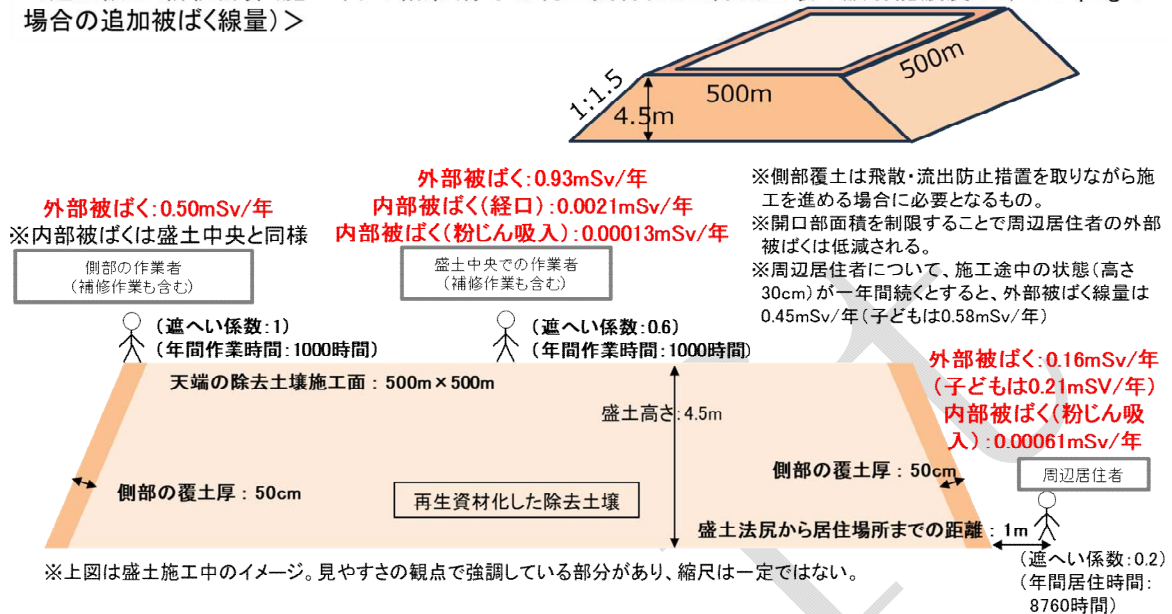 場合の追加被ばく線量)>
500m
500m
1:1.5
4.5m
外部被ばく:0.50mSv/年
※内部被ばくは盛土中央と同様
側部の作業者
(補修作業も含む)
(遮へい係数:1)
(年間作業時間:1000時間)
外部被ばく:0.93mSv/年
内部被ばく(経口):0.0021mSv/年
内部被ばく(粉じん吸入):0.00013mSv/年
盛土中央での作業者
(補修作業も含む)
(遮へい係数:0.6)
(年間作業時間:1000時間)
※側部覆土は飛散・流出防止措置を取りながら施
工を進める場合に必要となるもの。
※開口部面積を制限することで周辺居住者の外部
被ばくは低減される。
※周辺居住者について、施工途中の状態(高さ
30cm)が一年間続くとすると、外部被ばく線量は
0.45mSv/年(子どもは0.58mSv/年)
外部被ばく:0.16mSv/年
(子どもは0.21mSV/年)
内部被ばく(粉じん吸
入):0.00061mSv/年
周辺居住者
天端の除去土壌施工面:500m×500m
盛土高さ:4.5m
側部の覆土厚:50cm
側部の覆土厚:50cm
再生資材化した除去土壌
盛土法尻から居住場所までの距離:1m
(遮へい係数:0.2)
(年間居住時間:
8760時間)
※上図は盛土施工中のイメージ。見やすさの観点で強調している部分があり、縮尺は一定ではない。